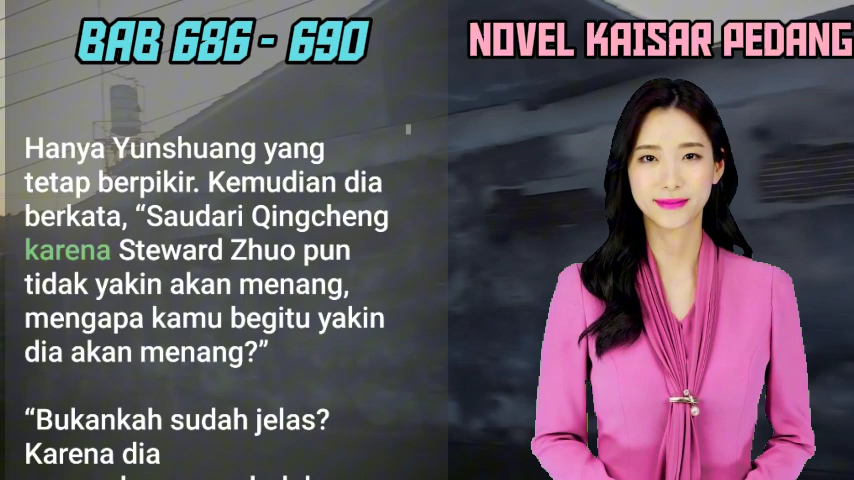 BAB 686 - 690
NOVEL KAISAR PEDANG
Hanya Yunshuang yang
tetap berpikir. Kemudian dia
berkata, “Saudari Qingcheng
karena Steward Zhuo pun
tidak yakin akan menang,
mengapa kamu begitu yakin
dia akan menang?”
“Bukankah sudah jelas?
Karena dia